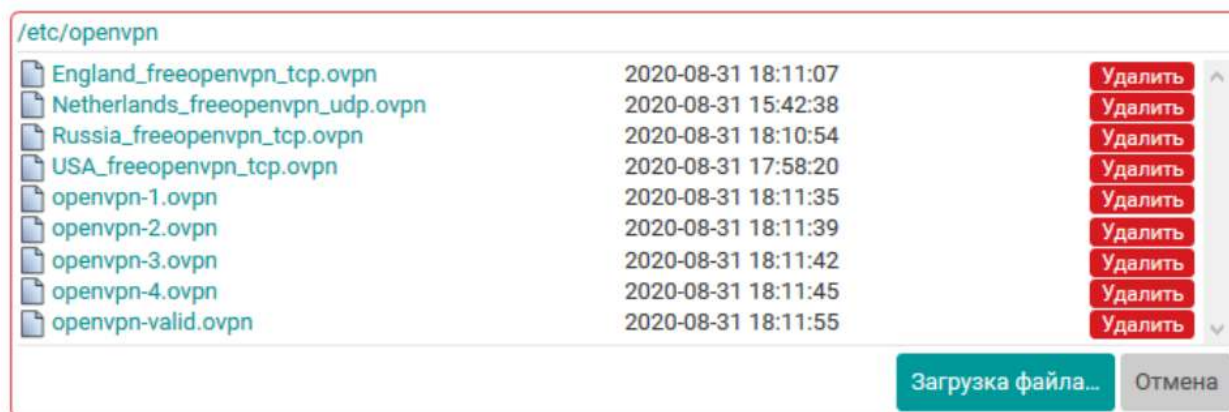 /etc/openvpn
England_freeopenvpn_tcp.ovpn 2020-08-31 18:11:07 Удалить
Netherlands_freeopenvpn_udp.ovpn 2020-08-31 15:42:38 Удалить
Russia_freeopenvpn_tcp.ovpn 2020-08-31 18:10:54 Удалить
USA_freeopenvpn_tcp.ovpn 2020-08-31 17:58:20 Удалить
openvpn-1.ovpn 2020-08-31 18:11:35 Удалить
openvpn-2.ovpn 2020-08-31 18:11:39 Удалить
openvpn-3.ovpn 2020-08-31 18:11:42 Удалить
openvpn-4.ovpn 2020-08-31 18:11:45 Удалить
openvpn-valid.ovpn 2020-08-31 18:11:55 Удалить
Загрузка файла... Отмена